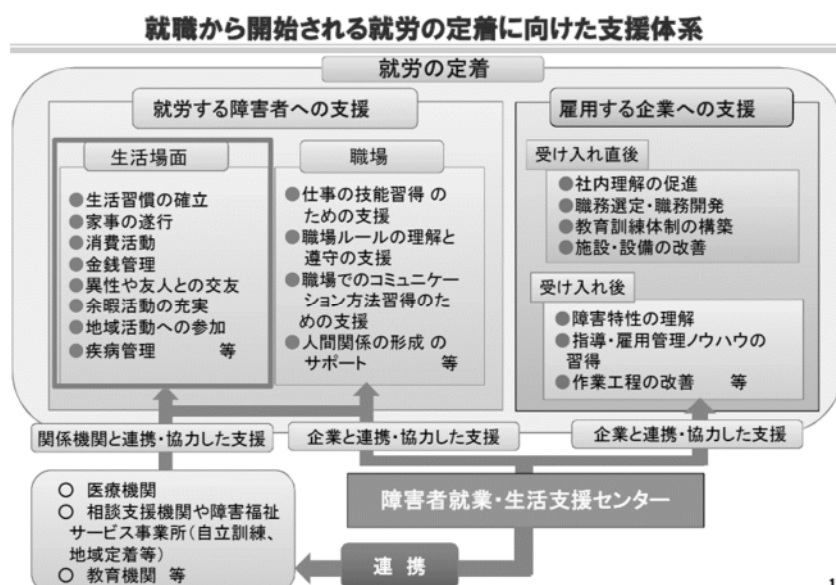 就職から開始される就労の定着に向けた支援体系
就労の定着
就労する障害者への支援
生活場面
●生活習慣の確立
●家事の遂行
●消費活動
●金銭管理
●異性や友人との交友
●余暇活動の充実
●地域活動への参加
●疾病管理 等
職場
●仕事の技能習得 の
ための支援
●職場ルールの理解と
遵守の支援
●職場でのコミュニケー
ション方法習得のた
めの支援
●人間関係の形成 の
サポート 等
雇用する企業への支援
受け入れ直後
●社内理解の促進
●職務選定・職務開発
●教育訓練体制の構築
●施設・設備の改善
受け入れ後
●障害特性の理解
●指導・雇用管理ノウハウの
習得
●作業工程の改善 等
関係機関と連携・協力した支援
企業と連携・協力した支援
企業と連携・協力した支援
○ 医療機関
○ 相談支援機関や障害福祉
サービス事業所(自立訓練、
地域定着等)
○ 教育機関 等
障害者就業・生活支援センター
連 携
1